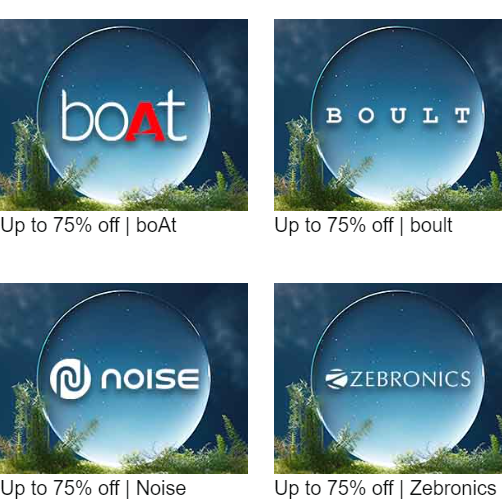 boAt
BOULT
Up to 75% off | boAt
Up to 75% off | boult
NOISE
ZEBRONICS
Up to 75% off | Noise
Up to 75% off | Zebronics